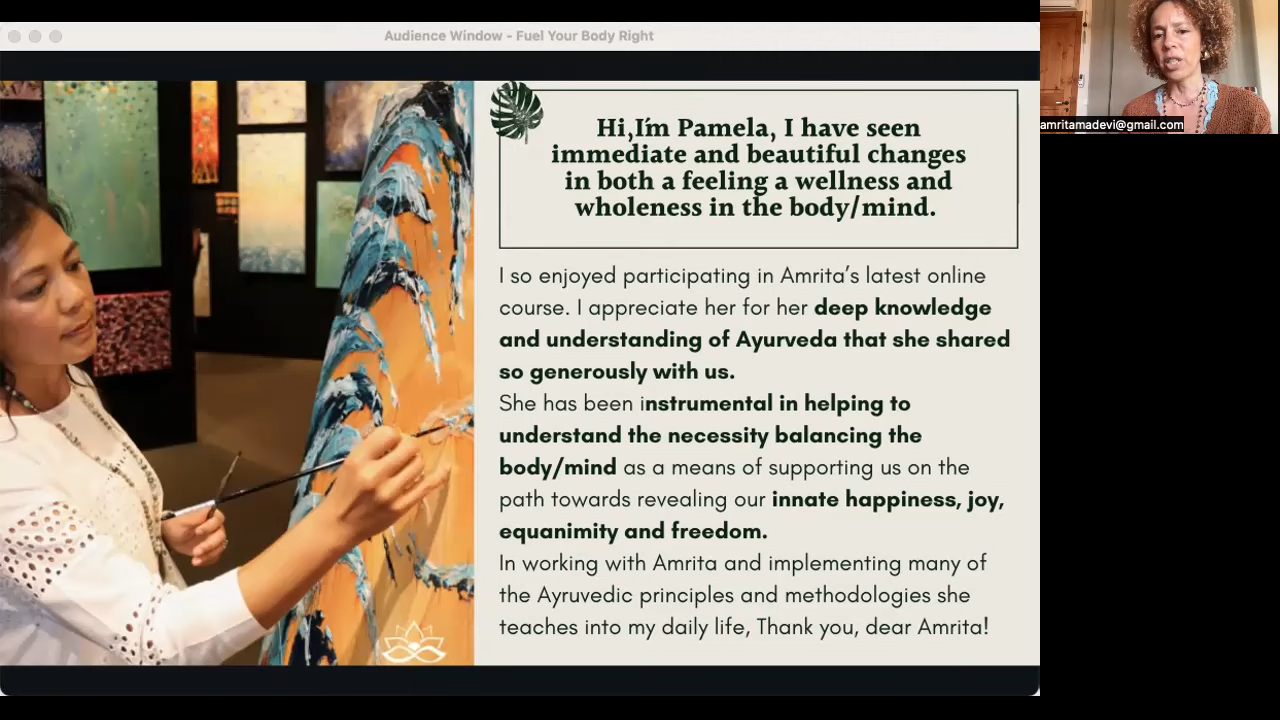 Audience Window - Fuel Your Body Right
Hi,I'm Pamela, I have seen
immediate and beautiful changes
in both a feeling a wellness and
wholeness in the body/mind.
I so enjoyed participating in Amrita's latest online
course. I appreciate her for her deep knowledge
and understanding of Ayurveda that she shared
so generously with us.
She has been instrumental in helping to
understand the necessity balancing the
body/mind as a means of supporting us on the
path towards revealing our innate happiness, joy,
equanimity and freedom.
In working with Amrita and implementing many of
the Ayruvedic principles and methodologies she
teaches into my daily life, Thank you, dear Amrita!
amritamadevi@gmail.com